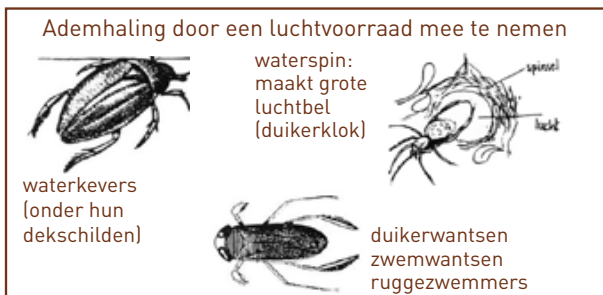 Ademhaling door een luchtvoorraad mee te nemen
waterspin:
maakt grote
luchtbel
(duikerklok)
spinsel
lucht
waterkevers
(onder hun
dekschilden)
duikerwantsen
zwemwantsen
ruggezwemmers